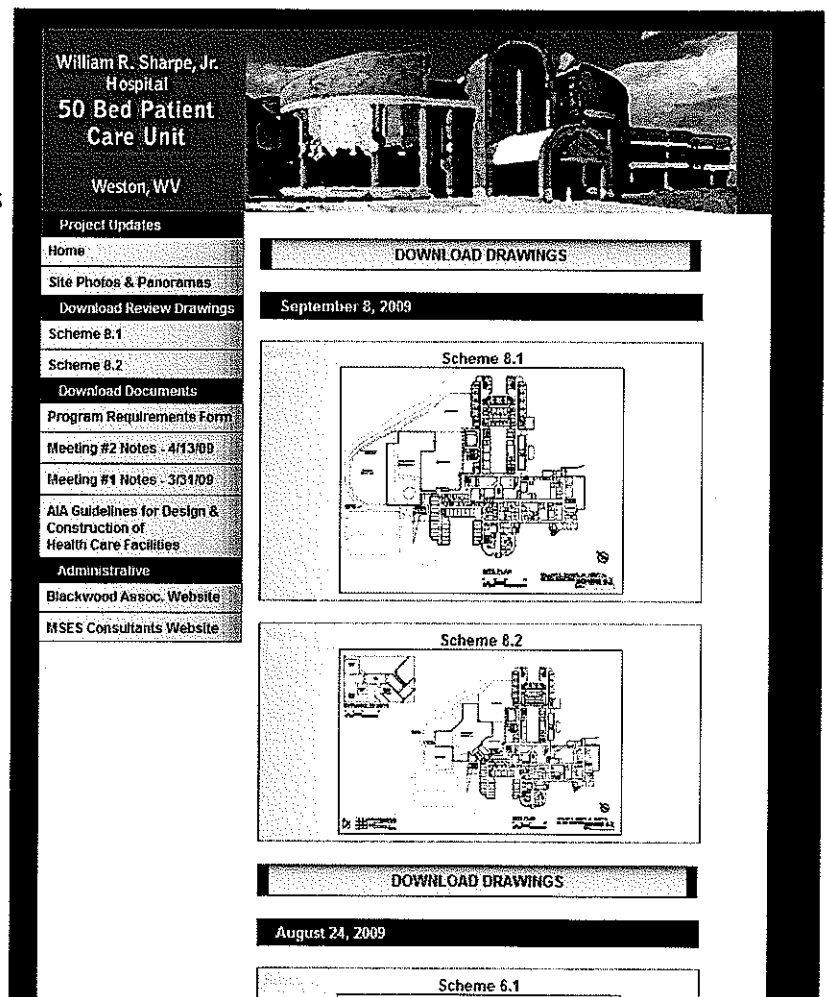 William R. Sharpe, Jr.
Hospital
50 Bed Patient
Care Unit
Weston, WV
Project Updates
Home
Site Photos & Panoramas
Download Review Drawings
Scheme 8.1
Scheme 8.2
Download Documents
Program Requirements Form
Meeting #2 Notes - 4/13/09
Meeting #1 Notes - 3/31/09
AIA Guidelines for Design &
Construction of
Health Care Facilities
Administrative
Blackwood Assoc. Website
MSES Consultants Website
DOWNLOAD DRAWINGS
September 8, 2009
Scheme 8.1
SITE PLAN
Scheme 8.2
DOWNLOAD DRAWINGS
August 24, 2009
Scheme 6.1